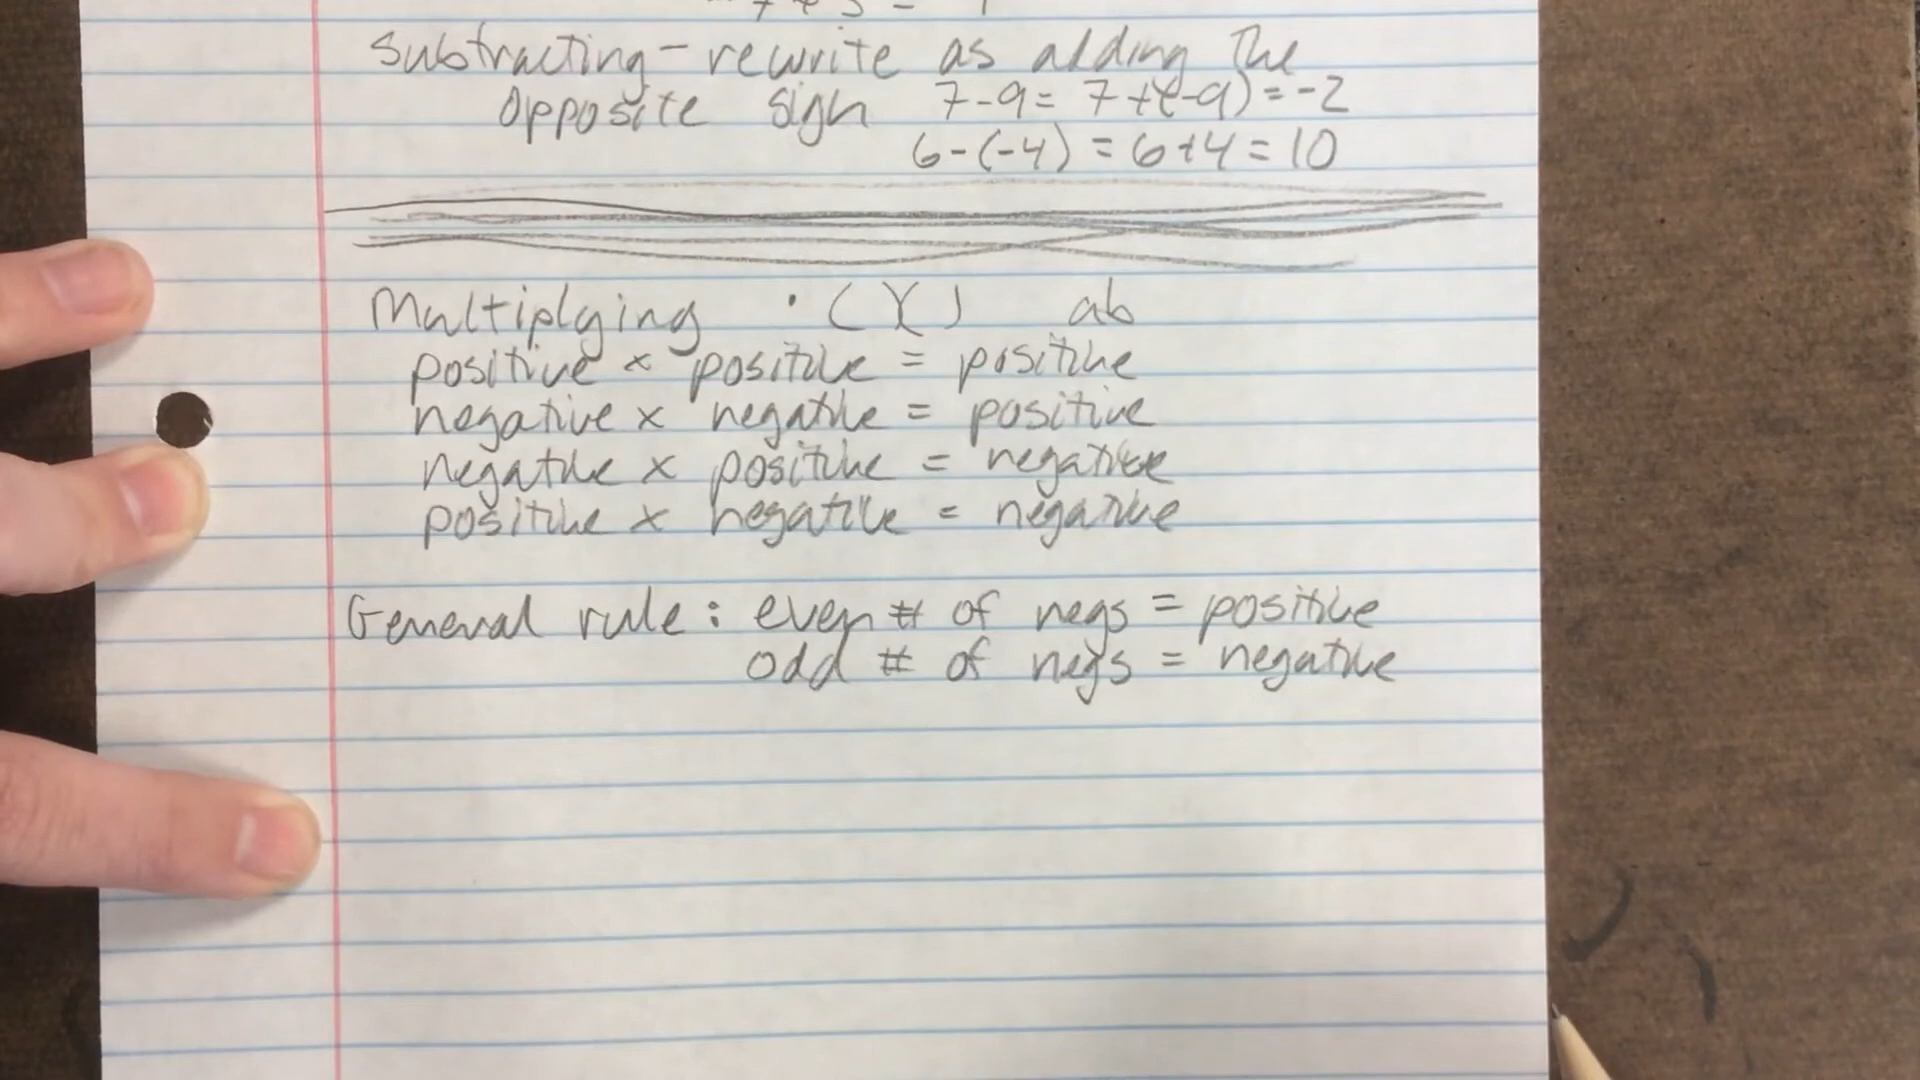 Subtracting - rewrite as adding the
opposite sign 7-9 = 7+(-9) = -2
6-(-4) = 6+4 = 10
Multiplying · ( )( ) ab
positive x positive = positive
negative x negative = positive
negative x positive = negative
positive x negative = negative
General rule: even # of negs = positive
odd # of negs = negative